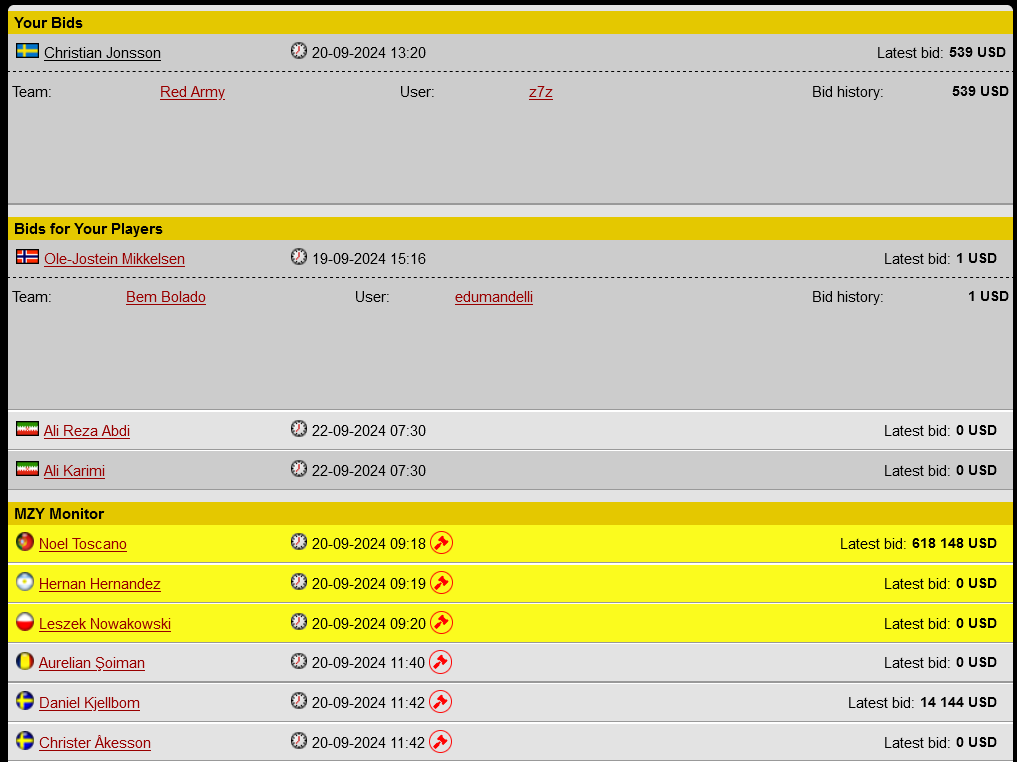 Your Bids
Christian Jonsson 20-09-2024 13:20 Latest bid: 539 USD
Team: Red Army User: z7z Bid history: 539 USD
Bids for Your Players
Ole-Jostein Mikkelsen 19-09-2024 15:16 Latest bid: 1 USD
Team: Bem Bolado User: edumandelli Bid history: 1 USD
Ali Reza Abdi 22-09-2024 07:30 Latest bid: 0 USD
Ali Karimi 22-09-2024 07:30 Latest bid: 0 USD
MZY Monitor
Noel Toscano 20-09-2024 09:18 Latest bid: 618 148 USD
Hernan Hernandez 20-09-2024 09:19 Latest bid: 0 USD
Leszek Nowakowski 20-09-2024 09:20 Latest bid: 0 USD
Aurelian Şoiman 20-09-2024 11:40 Latest bid: 0 USD
Daniel Kjellbom 20-09-2024 11:42 Latest bid: 14 144 USD
Christer Åkesson 20-09-2024 11:42 Latest bid: 0 USD